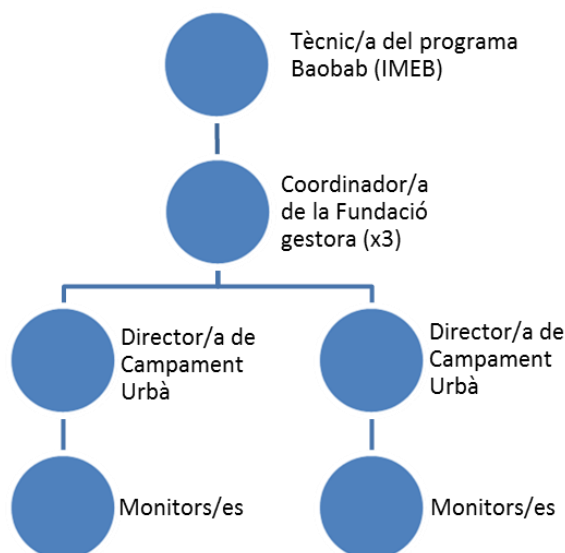 Tècnic/a del programa
Baobab (IMEB)
Coordinador/a
de la Fundació
gestora (x3)
Director/a de
Campament
Urbà
Director/a de
Campament
Urbà
Monitors/es
Monitors/es